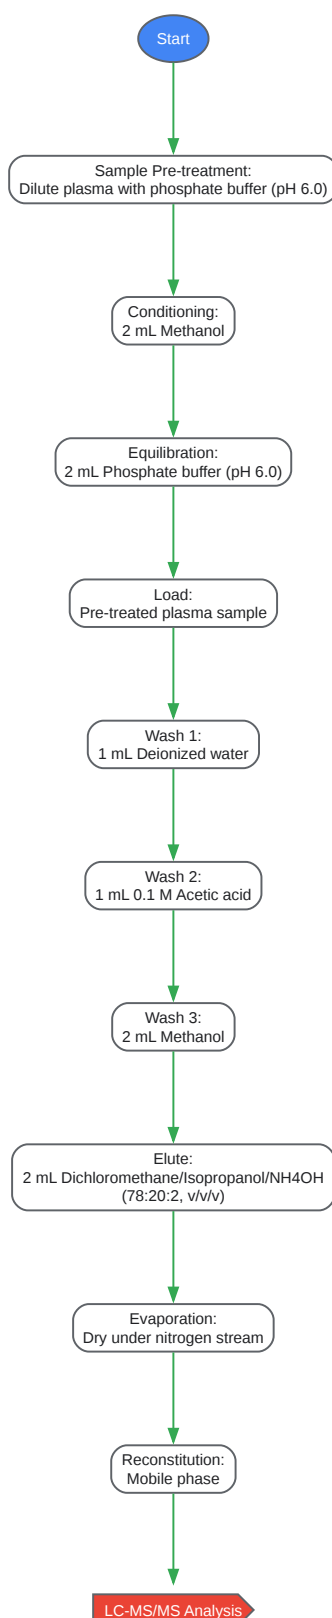 Start
Sample Pre-treatment:
Dilute plasma with phosphate buffer (pH 6.0)
Conditioning:
2 mL Methanol
Equilibration:
2 mL Phosphate buffer (pH 6.0)
Load:
Pre-treated plasma sample
Wash 1:
1 mL Deionized water
Wash 2:
1 mL 0.1 M Acetic acid
Wash 3:
2 mL Methanol
Elute:
2 mL Dichloromethane/Isopropanol/NH4OH
(78:20:2, v/v/v)
Evaporation:
Dry under nitrogen stream
Reconstitution:
Mobile phase
LC-MS/MS Analysis